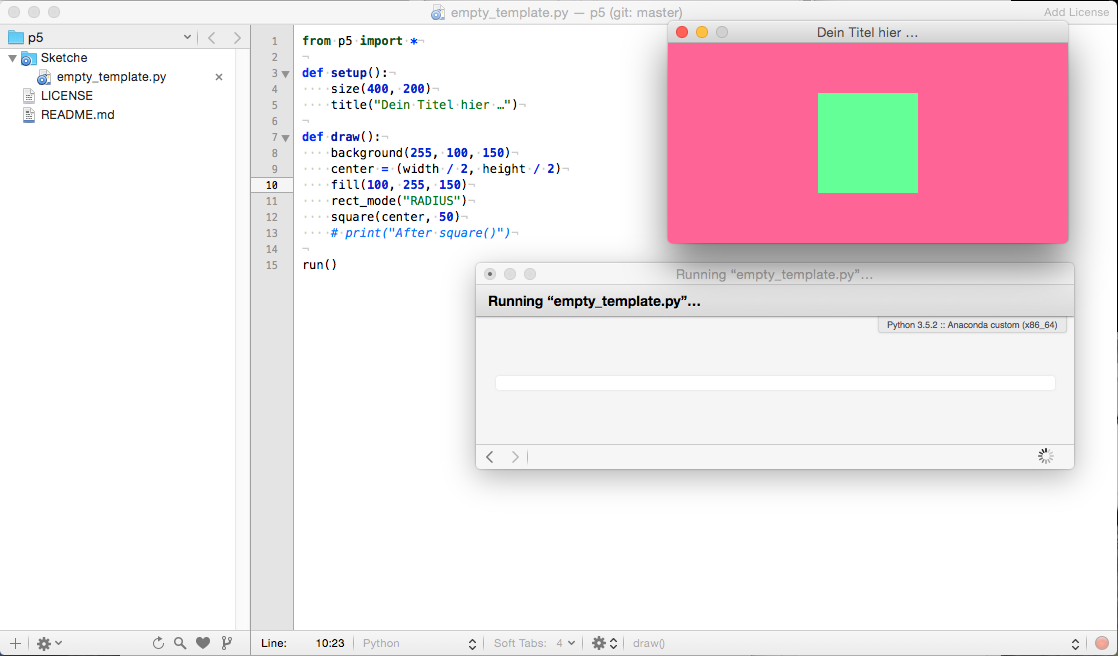 empty_template.py — p5 (git: master)
Add License
p5
Sketche
empty_template.py
LICENSE
README.md
1 from p5 import *
2
3 def setup():
4 size(400, 200)
5 title("Dein Titel hier …")
6
7 def draw():
8 background(255, 100, 150)
9 center = (width / 2, height / 2)
10 fill(100, 255, 150)
11 rect_mode("RADIUS")
12 square(center, 50)
13 # print("After square()")
14
15 run()
Dein Titel hier …
Running “empty_template.py”…
Running “empty_template.py”…
Python 3.5.2 :: Anaconda custom (x86_64)
Line: 10:23 Python Soft Tabs: 4 draw()